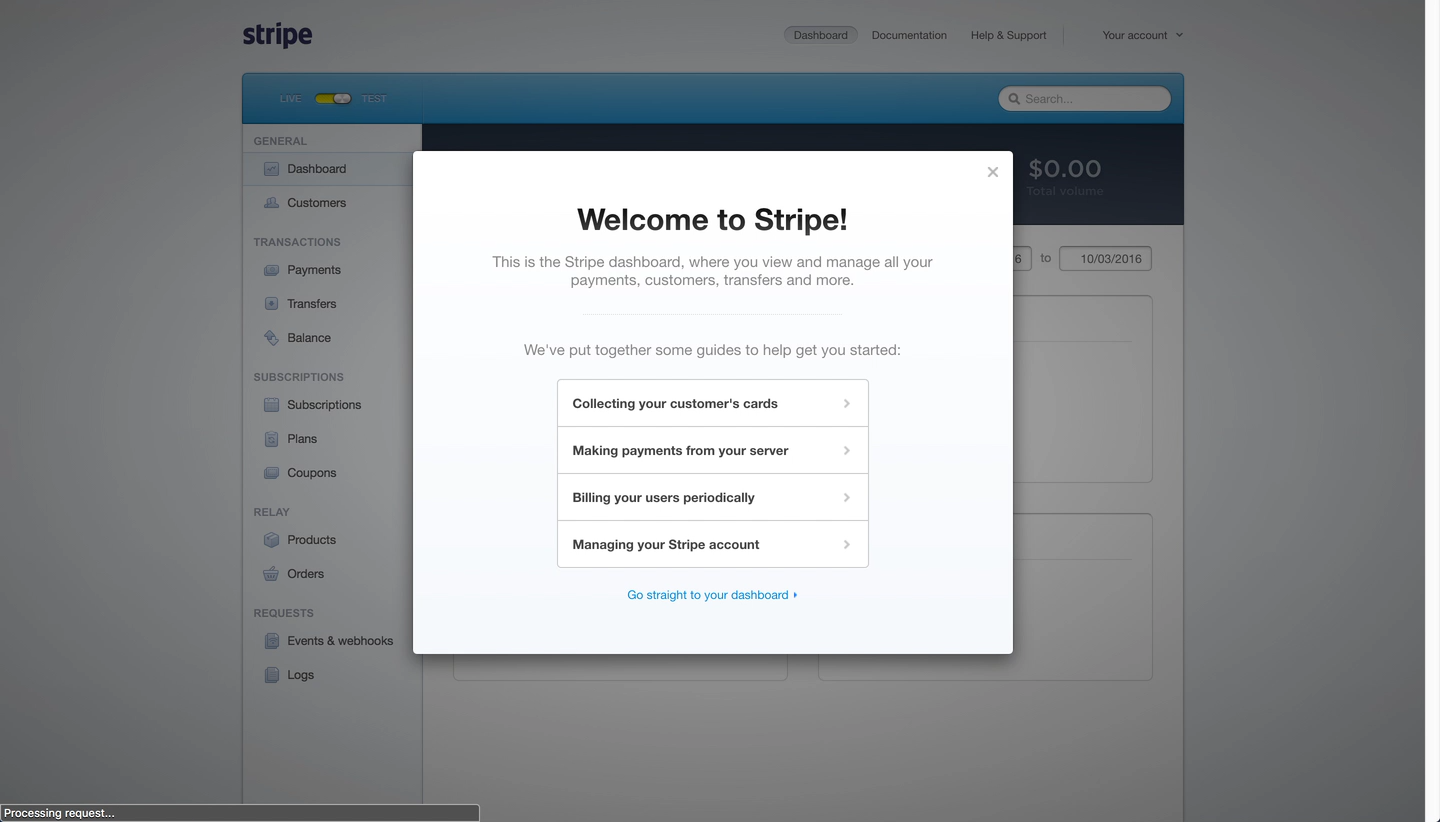 stripe
Dashboard Documentation Help & Support Your account
LIVE TEST
Search...
GENERAL
Dashboard
Customers
TRANSACTIONS
Payments
Transfers
Balance
SUBSCRIPTIONS
Subscriptions
Plans
Coupons
RELAY
Products
Orders
REQUESTS
Events & webhooks
Logs
$0.00
Total volume
6 to 10/03/2016
Welcome to Stripe!
This is the Stripe dashboard, where you view and manage all your
payments, customers, transfers and more.
We've put together some guides to help get you started:
Collecting your customer's cards
Making payments from your server
Billing your users periodically
Managing your Stripe account
Go straight to your dashboard
Processing request...